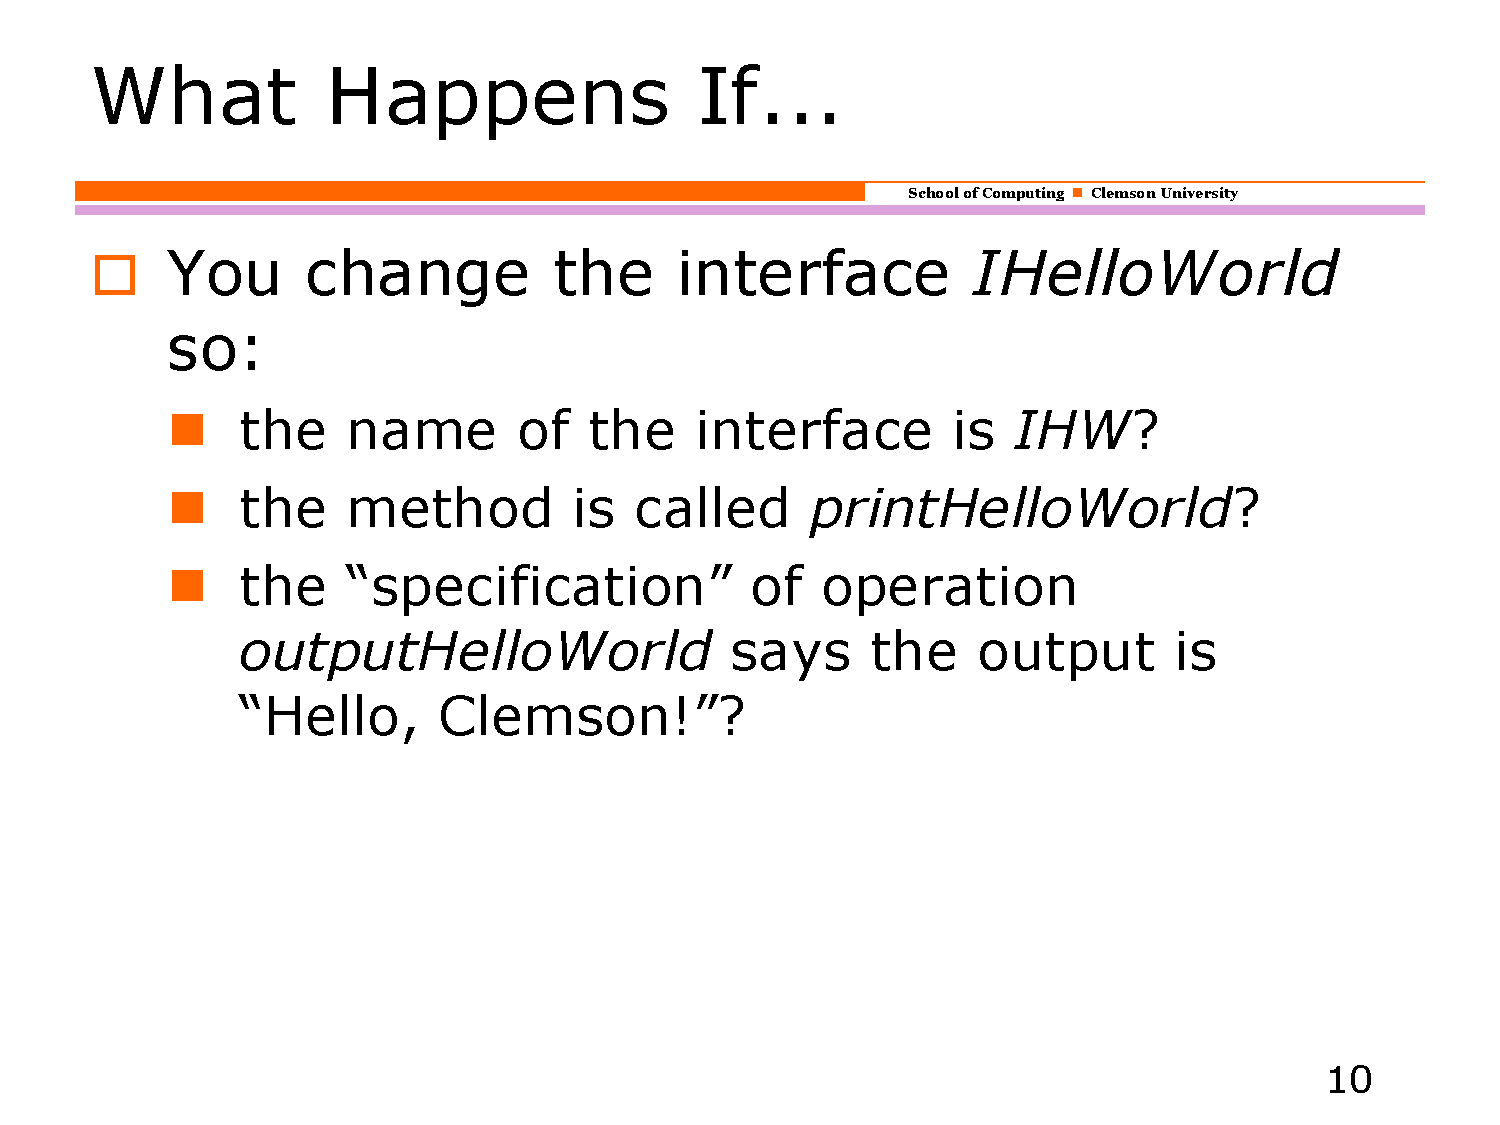 What Happens If...
School of Computing ■ Clemson University
You change the interface IHelloWorld
so:
the name of the interface is IHW?
the method is called printHelloWorld?
the “specification” of operation
outputHelloWorld says the output is
“Hello, Clemson!”?
10